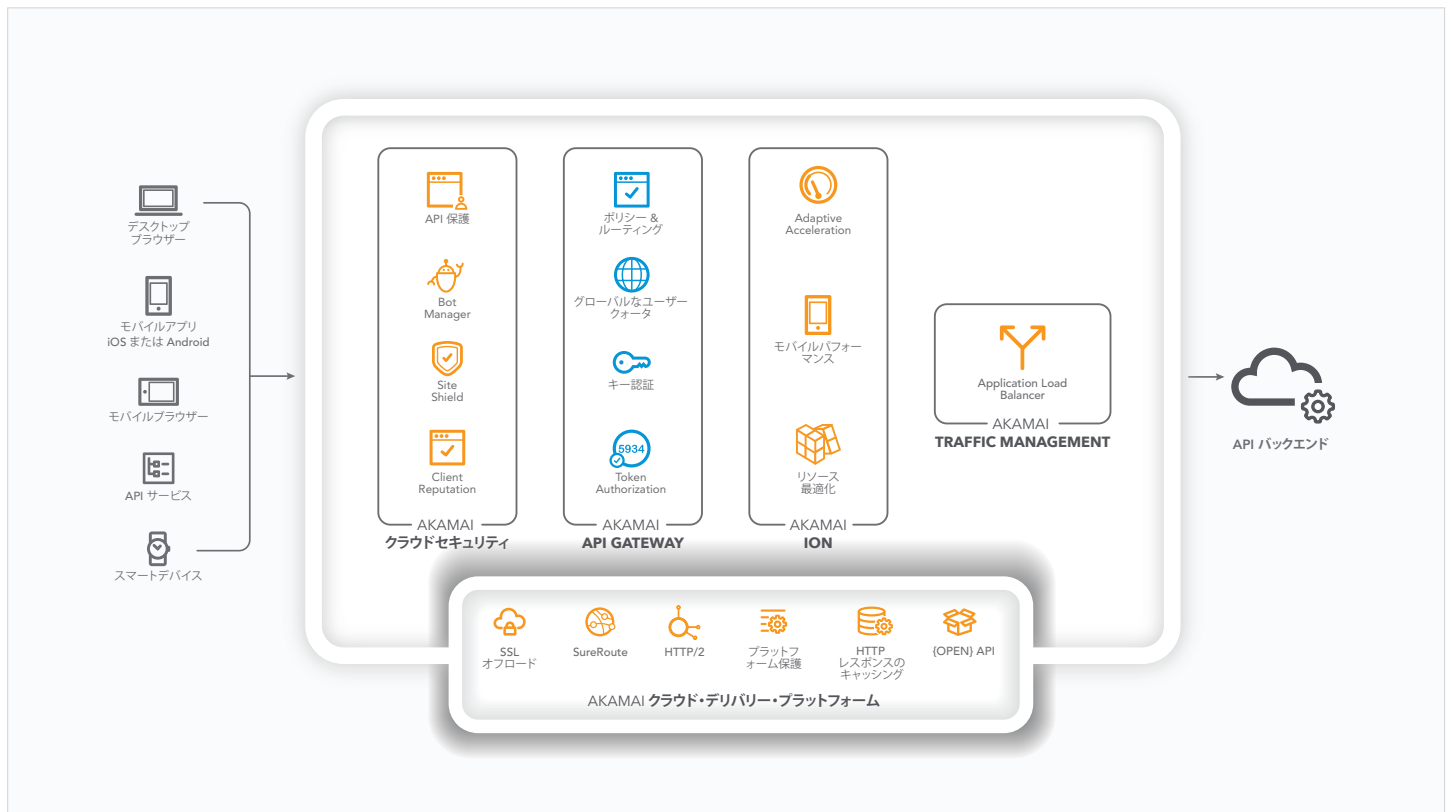 デスクトップ
ブラウザー
モバイルアプリ
iOS または Android
モバイルブラウザー
API サービス
スマートデバイス
API 保護
Bot
Manager
Site
Shield
Client
Reputation
AKAMAI
クラウドセキュリティ
ポリシー &
ルーティング
グローバルなユーザー
クォータ
キー認証
5934
Token
Authorization
AKAMAI
API GATEWAY
Adaptive
Acceleration
モバイルパフォー
マンス
リソース
最適化
AKAMAI
ION
Application Load
Balancer
AKAMAI
TRAFFIC MANAGEMENT
API バックエンド
SSL
オフロード
SureRoute
HTTP/2
プラットフ
ォーム保護
HTTP
レスポンスの
キャッシング
{OPEN} API
AKAMAI クラウド・デリバリー・プラットフォーム